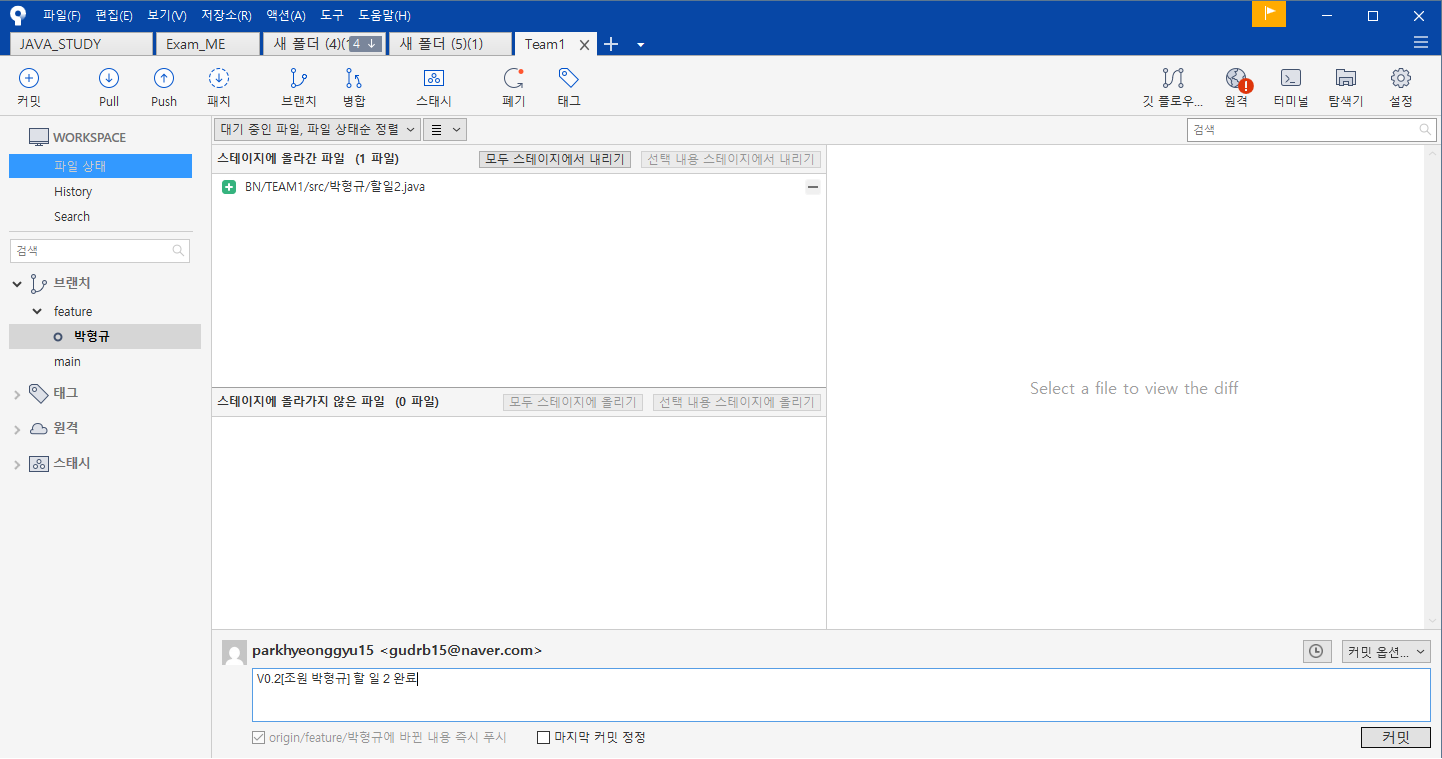 파일(F) 편집(E) 보기(V) 저장소(R) 액션(A) 도구 도움말(H)
JAVA_STUDY Exam_ME 새 폴더 (4)(1 4 새 폴더 (5)(1) Team1
커밋 Pull Push 패치 브랜치 병합 스태시 폐기 태그 깃 플로우... 원격 터미널 탐색기 설정
WORKSPACE
파일 상태
History
Search
검색
브랜치
feature
박형규
main
태그
원격
스태시
대기 중인 파일, 파일 상태순 정렬 검색
스테이지에 올라간 파일 (1 파일) 모두 스테이지에서 내리기 선택 내용 스테이지에서 내리기
BN/TEAM1/src/박형규/할일2.java
스테이지에 올라가지 않은 파일 (0 파일) 모두 스테이지에 올리기 선택 내용 스테이지에 올리기
Select a file to view the diff
parkhyeonggyu15 <gudrb15@naver.com> 커밋 옵션...
V0.2[조원 박형규] 할 일 2 완료
origin/feature/박형규에 바뀐 내용 즉시 푸시 마지막 커밋 정정 커밋